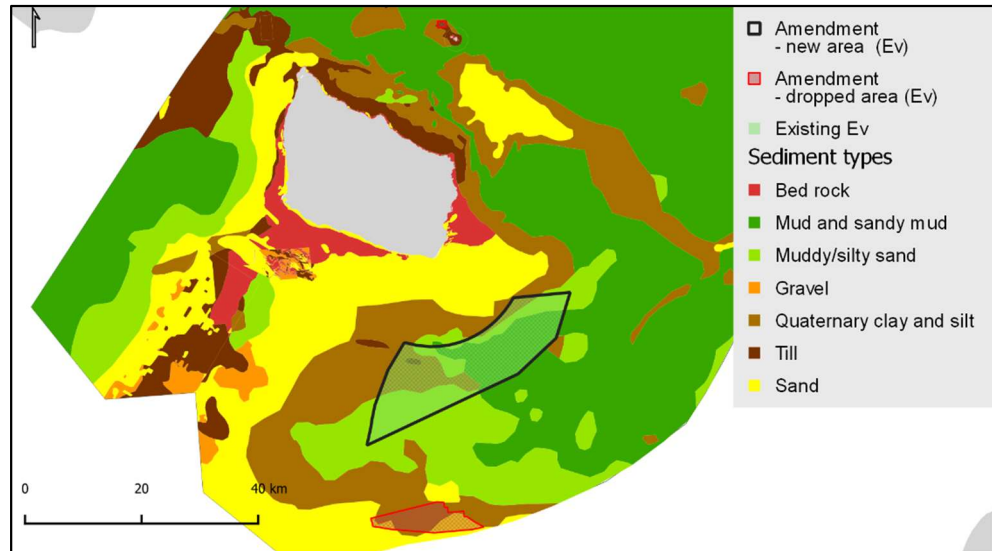 Amendment
- new area (Ev)
Amendment
- dropped area (Ev)
Existing Ev
Sediment types
Bed rock
Mud and sandy mud
Muddy/silty sand
Gravel
Quaternary clay and silt
Till
Sand
0 20 40 km